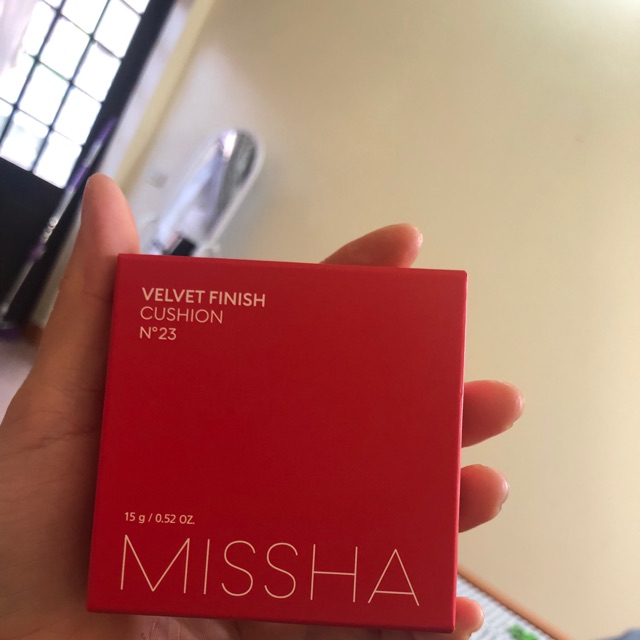 VELVET FINISH
CUSHION
N°23
15 g / 0.52 OZ.
MISSHA